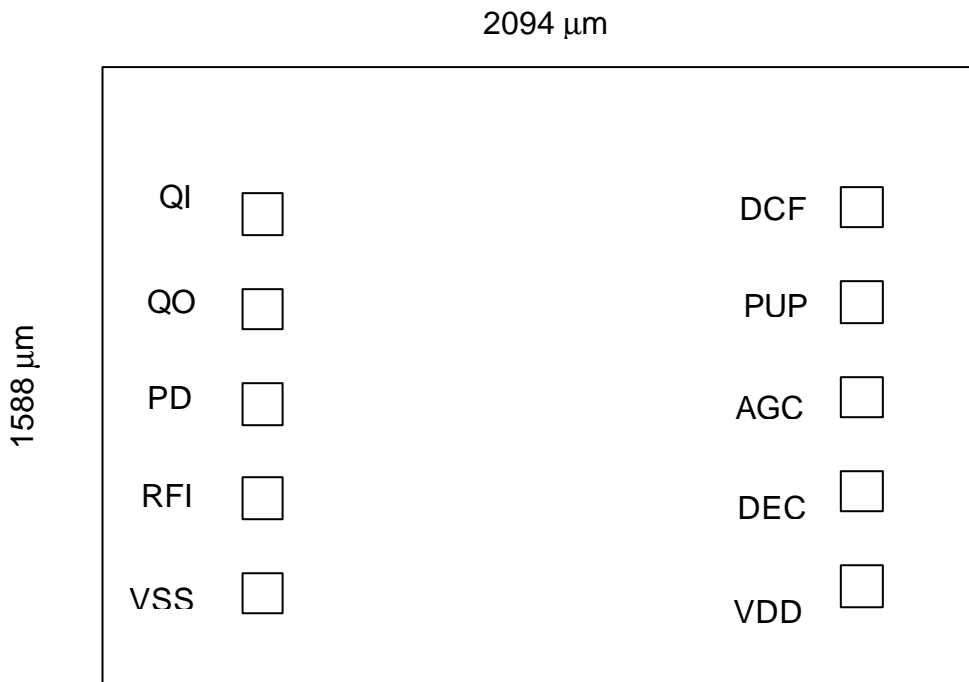 2094 μm
QI
DCF
QO
PUP
1588 μm
PD
AGC
RFI
DEC
VSS
VDD